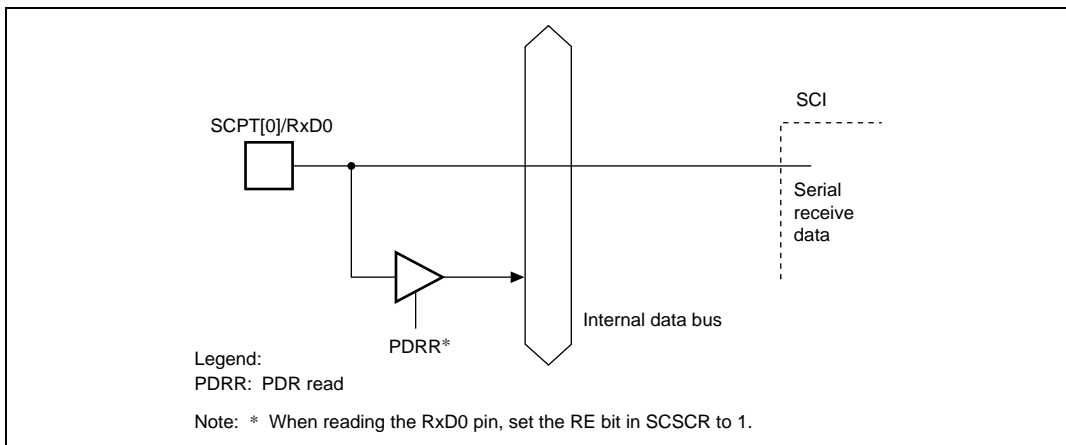 SCI
SCPT[0]/RxD0
Serial
receive
data
Internal data bus
PDRR*
Legend:
PDRR: PDR read
Note: * When reading the RxD0 pin, set the RE bit in SCSCR to 1.